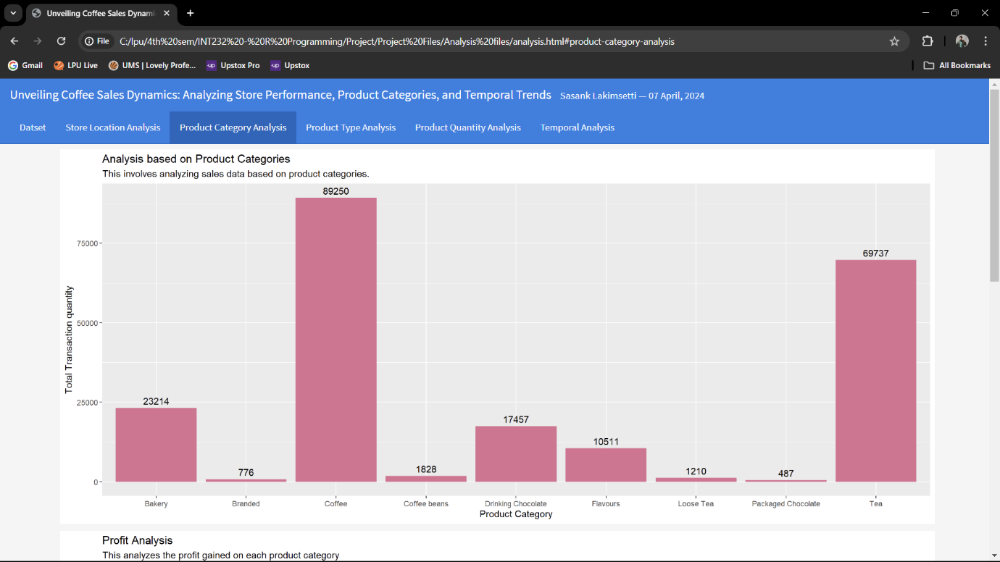 Unveiling Coffee Sales Dynami
File C:/lpu/4th%20sem/INT232%20-%20R%20Programming/Project/Project%20Files/Analysis%20files/analysis.html#product-category-analysis
Gmail LPU Live UMS | Lovely Profe... up Upstox Pro up Upstox All Bookmarks
Unveiling Coffee Sales Dynamics: Analyzing Store Performance, Product Categories, and Temporal Trends Sasank Lakimsetti — 07 April, 2024
Datset Store Location Analysis Product Category Analysis Product Type Analysis Product Quantity Analysis Temporal Analysis
Analysis based on Product Categories
This involves analyzing sales data based on product categories.
Total Transaction quantity
75000
50000
25000
0
23214
776
89250
1828
17457
10511
1210
487
69737
Bakery Branded Coffee Coffee beans Drinking Chocolate Flavours Loose Tea Packaged Chocolate Tea
Product Category
Profit Analysis
This analyzes the profit gained on each product category